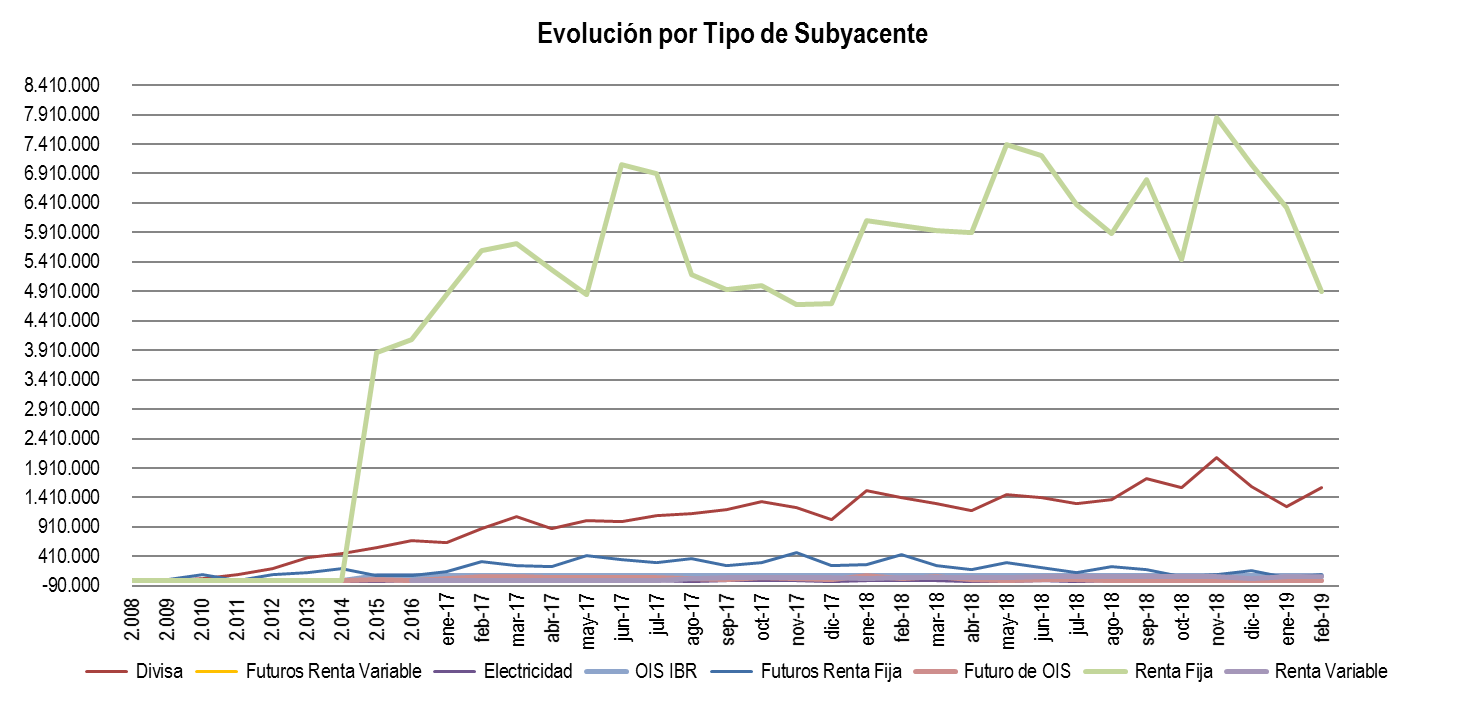 Evolución por Tipo de Subyacente
8.410.000
7.910.000
7.410.000
6.910.000
6.410.000
5.910.000
5.410.000
4.910.000
4.410.000
3.910.000
3.410.000
2.910.000
2.410.000
1.910.000
1.410.000
910.000
410.000
-90.000
2.008
2.009
2.010
2.011
2.012
2.013
2.014
2.015
2.016
ene-17
feb-17
mar-17
abr-17
may-17
jun-17
jul-17
ago-17
sep-17
oct-17
nov-17
dic-17
ene-18
feb-18
mar-18
abr-18
may-18
jun-18
jul-18
ago-18
sep-18
oct-18
nov-18
dic-18
ene-19
feb-19
Divisa Futuros Renta Variable Electricidad OIS IBR Futuros Renta Fija Futuro de OIS Renta Fija Renta Variable